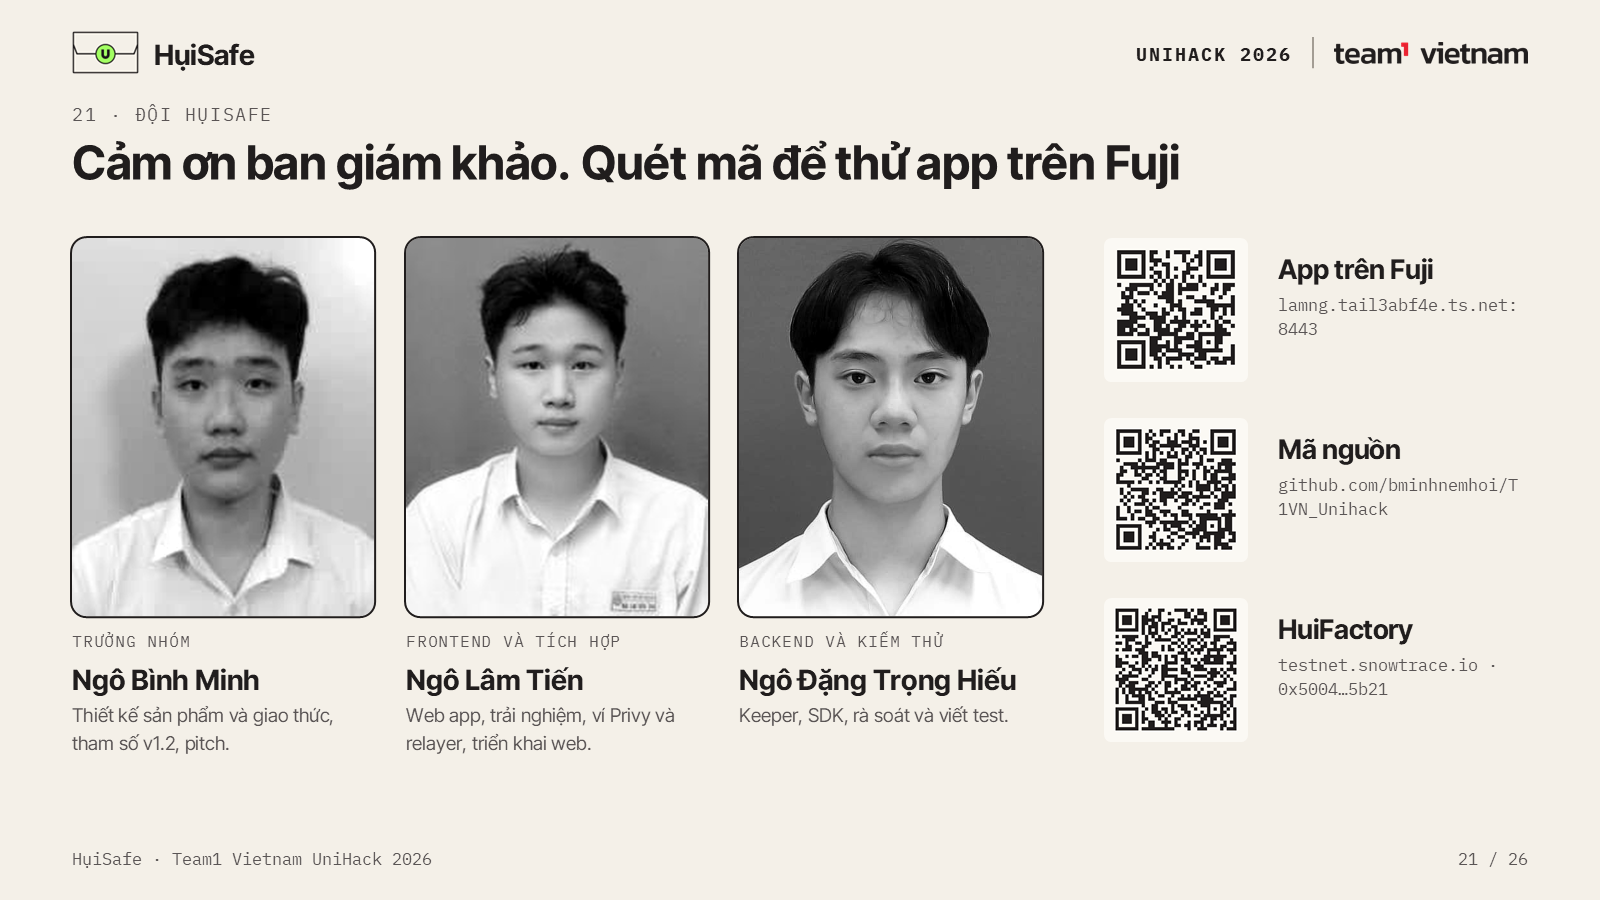 U
HụiSafe
UNIHACK 2026
team1 vietnam
21 · ĐỘI HỤISAFE
Cảm ơn ban giám khảo. Quét mã để thử app trên Fuji
TRƯỞNG NHÓM
Ngô Bình Minh
Thiết kế sản phẩm và giao thức,
tham số v1.2, pitch.
FRONTEND VÀ TÍCH HỢP
Ngô Lâm Tiến
Web app, trải nghiệm, ví Privy và
relayer, triển khai web.
BACKEND VÀ KIỂM THỬ
Ngô Đặng Trọng Hiếu
Keeper, SDK, rà soát và viết test.
App trên Fuji
lamng.tail3abf4e.ts.net:
8443
Mã nguồn
github.com/bminhnemhoi/T
1VN_Unihack
HuiFactory
testnet.snowtrace.io ·
0x5004…5b21
HụiSafe · Team1 Vietnam UniHack 2026
21 / 26